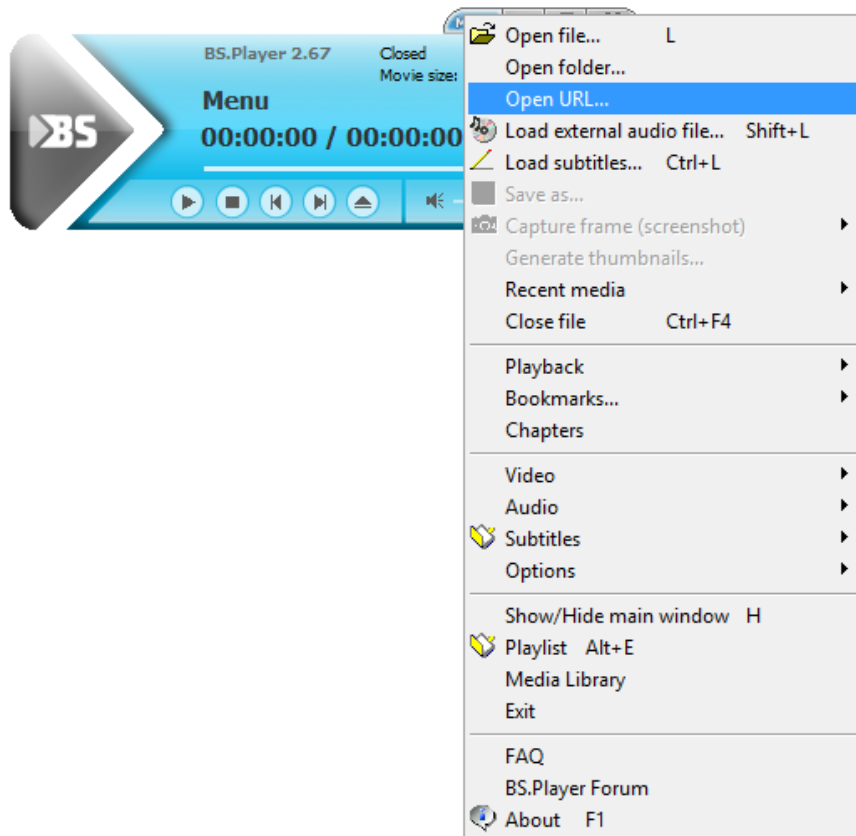 BS
BS.Player 2.67
Closed
Movie size:
Menu
00:00:00 / 00:00:00
Open file... L
Open folder...
Open URL...
Load external audio file... Shift+L
Load subtitles... Ctrl+L
Save as...
Capture frame (screenshot)
Generate thumbnails...
Recent media
Close file Ctrl+F4
Playback
Bookmarks...
Chapters
Video
Audio
Subtitles
Options
Show/Hide main window H
Playlist Alt+E
Media Library
Exit
FAQ
BS.Player Forum
About F1